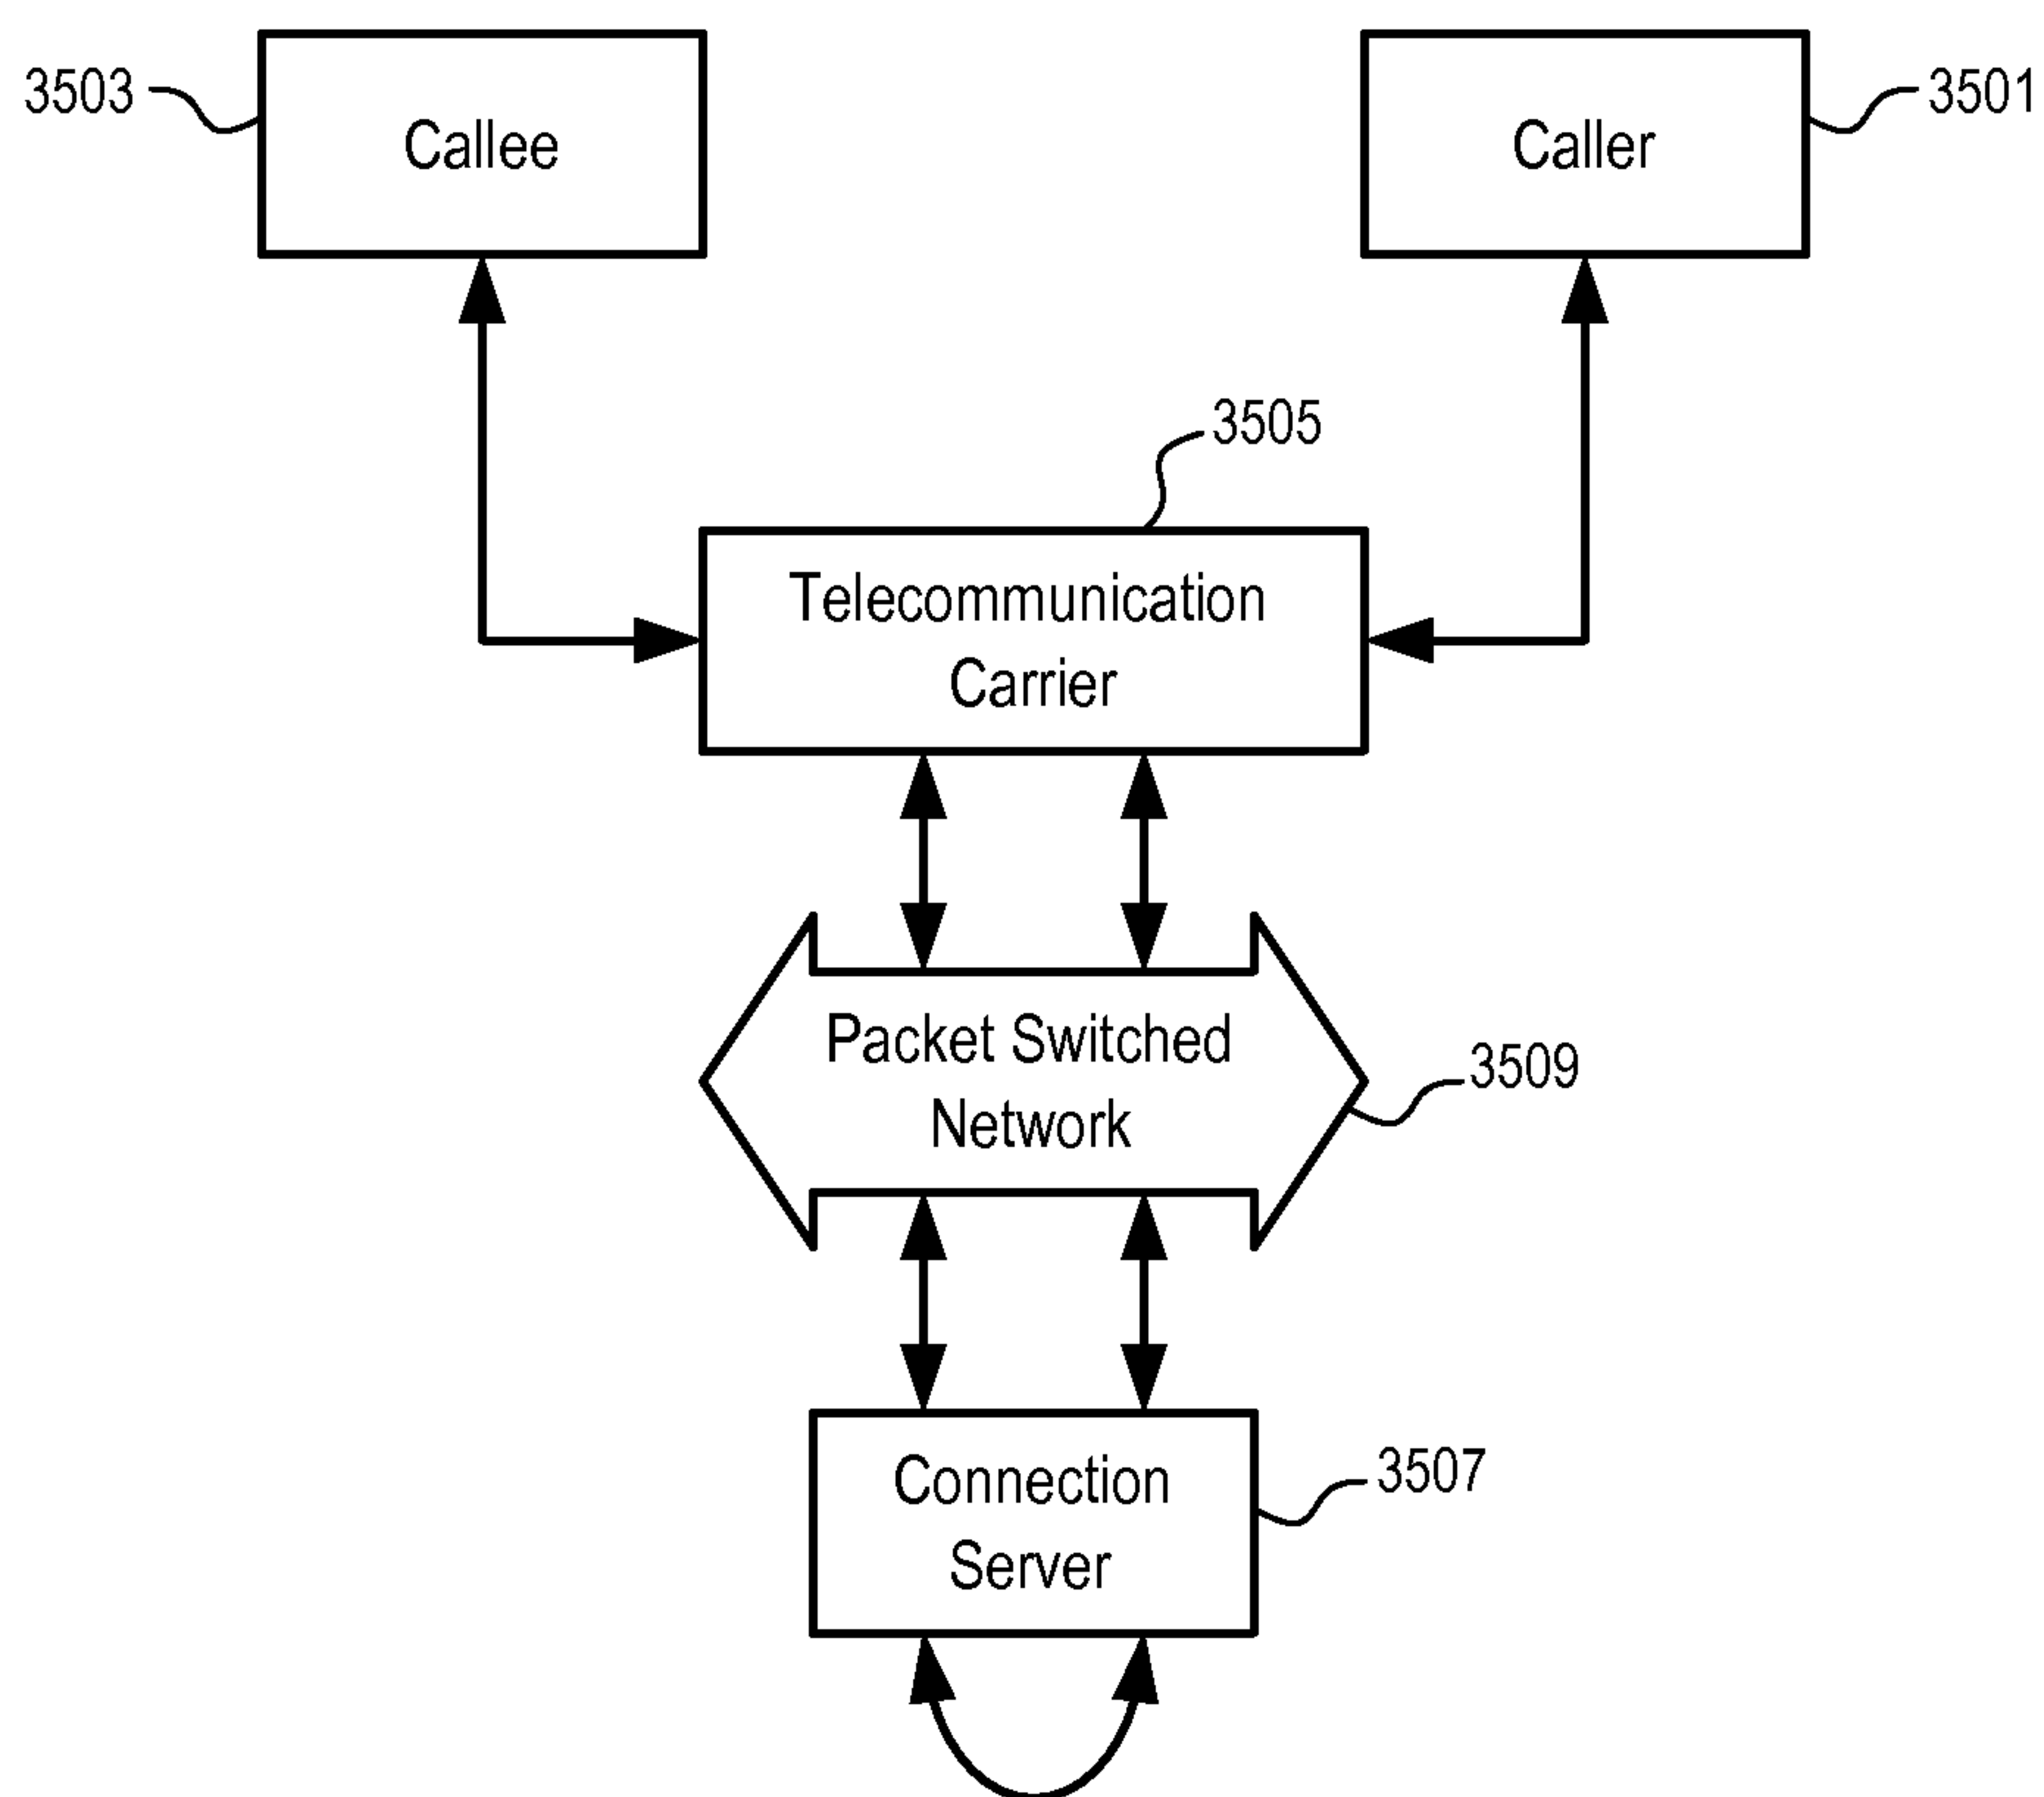 3503
Callee
Caller
3501
3505
Telecommunication
Carrier
Packet Switched
Network
3509
Connection
Server
3507